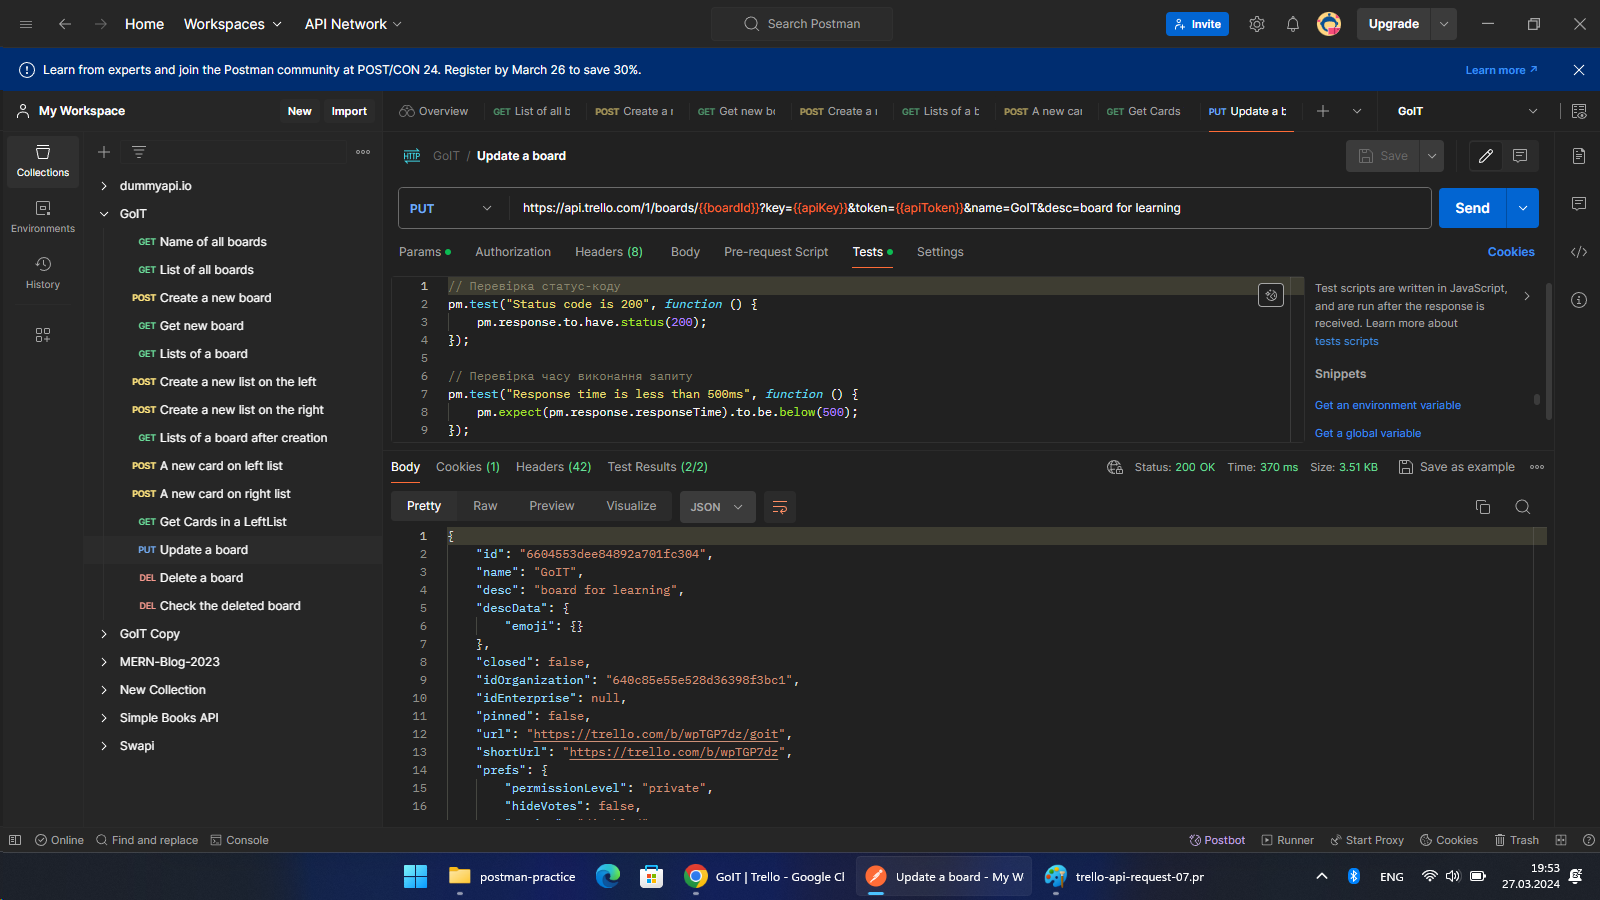 Home
Workspaces
API Network
Search Postman
Invite
Upgrade
Learn from experts and join the Postman community at POST/CON 24. Register by March 26 to save 30%.
Learn more
My Workspace
New
Import
Overview
GET List of all b
POST Create a r
GET Get new bo
POST Create a r
GET Lists of a b
POST A new car
GET Get Cards
PUT Update a b
GoIT
Collections
Environments
History
dummyapi.io
GoIT
GET Name of all boards
GET List of all boards
POST Create a new board
GET Get new board
GET Lists of a board
POST Create a new list on the left
POST Create a new list on the right
GET Lists of a board after creation
POST A new card on left list
POST A new card on right list
GET Get Cards in a LeftList
PUT Update a board
DEL Delete a board
DEL Check the deleted board
GoIT Copy
MERN-Blog-2023
New Collection
Simple Books API
Swapi
HTTP GoIT / Update a board
Save
PUT
https://api.trello.com/1/boards/{{boardId}}?key={{apiKey}}&token={{apiToken}}&name=GoIT&desc=board for learning
Send
Params
Authorization
Headers (8)
Body
Pre-request Script
Tests
Settings
Cookies
1 // Перевірка статус-коду
2 pm.test("Status code is 200", function () {
3 pm.response.to.have.status(200);
4 });
5
6 // Перевірка часу виконання запиту
7 pm.test("Response time is less than 500ms", function () {
8 pm.expect(pm.response.responseTime).to.be.below(500);
9 });
Test scripts are written in JavaScript,
and are run after the response is
received. Learn more about
tests scripts
Snippets
Get an environment variable
Get a global variable
Body
Cookies (1)
Headers (42)
Test Results (2/2)
Status: 200 OK
Time: 370 ms
Size: 3.51 KB
Save as example
Pretty
Raw
Preview
Visualize
JSON
1 {
2 "id": "6604553dee84892a701fc304",
3 "name": "GoIT",
4 "desc": "board for learning",
5 "descData": {
6 "emoji": {}
7 },
8 "closed": false,
9 "idOrganization": "640c85e55e528d36398f3bc1",
10 "idEnterprise": null,
11 "pinned": false,
12 "url": "https://trello.com/b/wpTGP7dz/goit",
13 "shortUrl": "https://trello.com/b/wpTGP7dz",
14 "prefs": {
15 "permissionLevel": "private",
16 "hideVotes": false,
Online
Find and replace
Console
Postbot
Runner
Start Proxy
Cookies
Trash
postman-practice
GoIT | Trello - Google Cl
Update a board - My W
trello-api-request-07.pr
ENG
19:53
27.03.2024